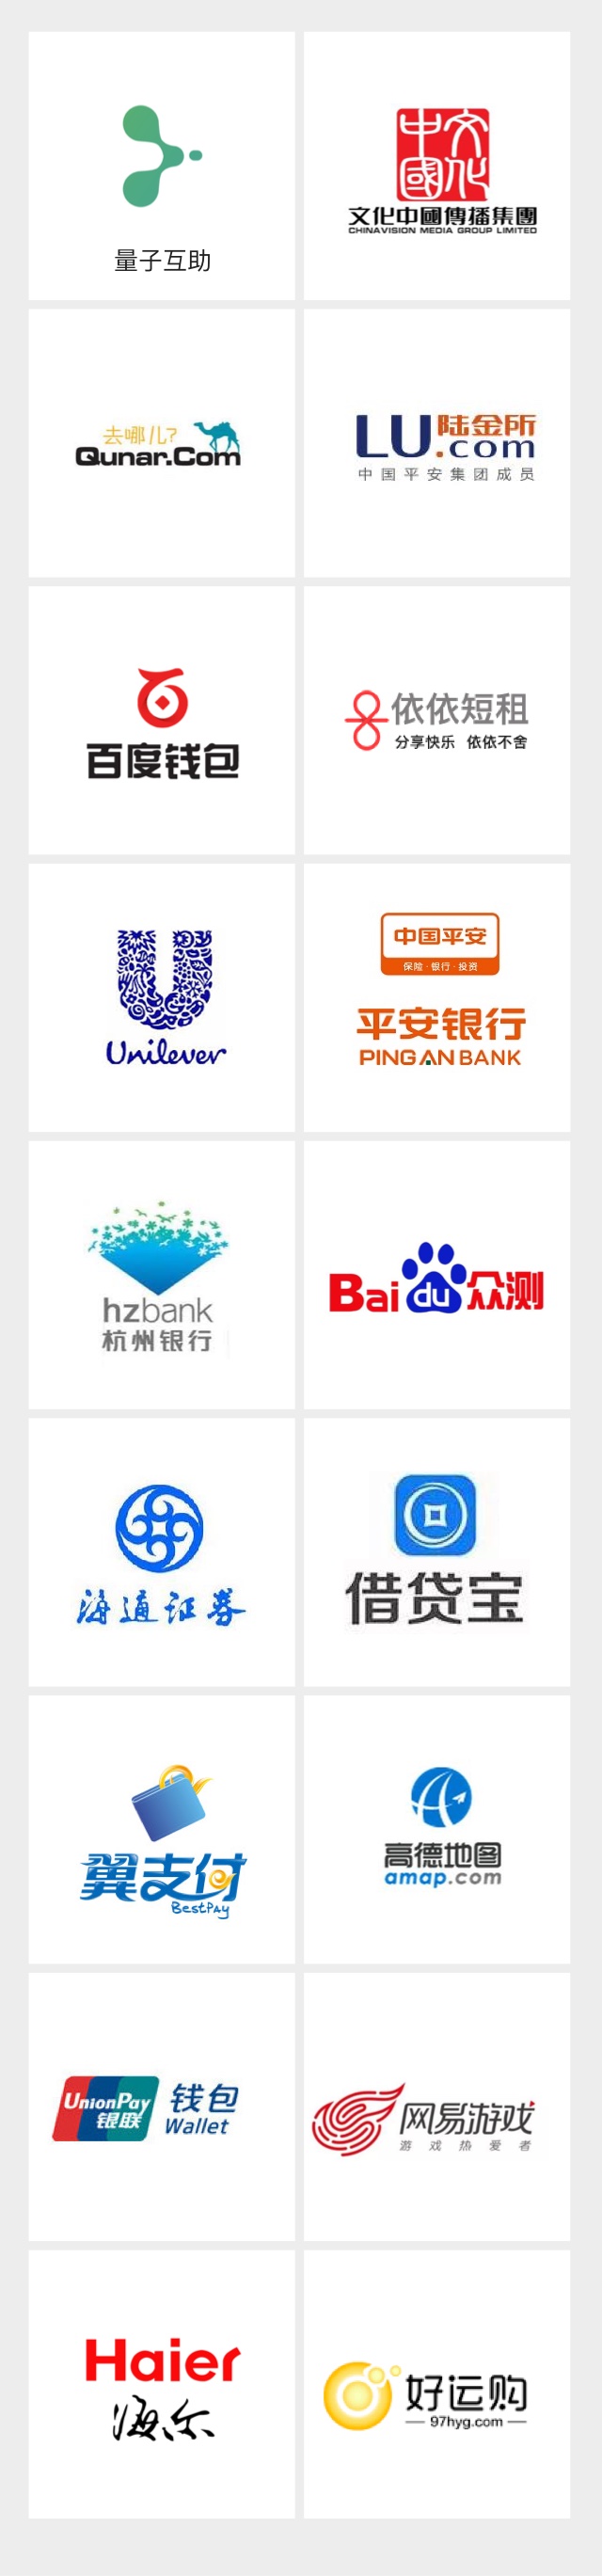 量子互助
中國文化
文化中國傳播集團
CHINAVISION MEDIA GROUP LIMITED
去哪儿?
Qunar.Com
LU.com 陆金所
中国平安集团成员
百度钱包
依依短租
分享快乐 依依不舍
U
Unilever
中国平安
保险·银行·投资
平安银行
PING AN BANK
hzbank
杭州银行
Baidu众测
海通证券
借贷宝
翼支付
BestPay
高德地图
amap.com
UnionPay
银联
钱包
Wallet
网易游戏
游戏热爱者
Haier
海尔
好运购
97hyg.com